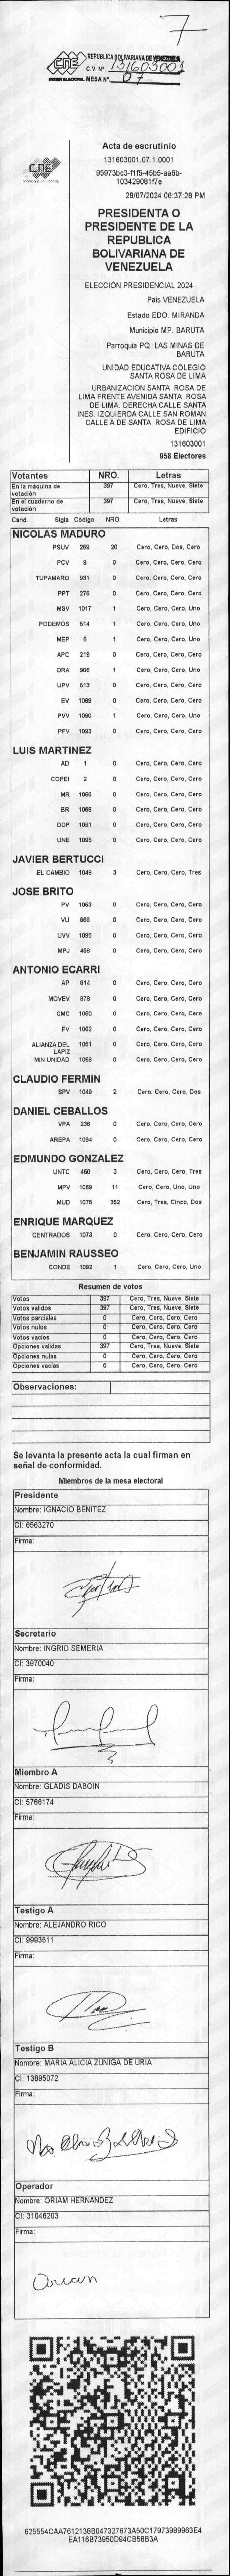 7
REPUBLICA BOLIVARIANA DE VENEZUELA
CNE
C.V. Nº. 131603001
PODER ELECTORAL MESA Nº 07
Acta de escrutinio
131603001.07.1.0001
95973bc3-f1f5-45b5-aa6b-
103429081f7e
28/07/2024 06:37:28 PM
CNE
PRESIDENTA O
PRESIDENTE DE LA
REPUBLICA
BOLIVARIANA DE
VENEZUELA
ELECCIÓN PRESIDENCIAL 2024
Pais VENEZUELA
Estado EDO. MIRANDA
Municipio MP. BARUTA
Parroquia PQ. LAS MINAS DE
BARUTA
UNIDAD EDUCATIVA COLEGIO
SANTA ROSA DE LIMA
URBANIZACION SANTA ROSA DE
LIMA FRENTE AVENIDA SANTA ROSA
DE LIMA. DERECHA CALLE SANTA
INES. IZQUIERDA CALLE SAN ROMAN
CALLE A DE SANTA ROSA DE LIMA
EDIFICIO
131603001
958 Electores
Votantes NRO. Letras
En la máquina de votación 397 Cero, Tres, Nueve, Siete
En el cuaderno de votación 397 Cero, Tres, Nueve, Siete
Cand. Sigla Código NRO. Letras
NICOLAS MADURO
PSUV 269 20 Cero, Cero, Dos, Cero
PCV 9 0 Cero, Cero, Cero, Cero
TUPAMARO 931 0 Cero, Cero, Cero, Cero
PPT 276 0 Cero, Cero, Cero, Cero
MSV 1017 1 Cero, Cero, Cero, Uno
PODEMOS 514 1 Cero, Cero, Cero, Uno
MEP 6 1 Cero, Cero, Cero, Uno
APC 219 0 Cero, Cero, Cero, Cero
ORA 906 1 Cero, Cero, Cero, Uno
UPV 513 0 Cero, Cero, Cero, Cero
EV 1089 0 Cero, Cero, Cero, Cero
PVV 1090 1 Cero, Cero, Cero, Uno
PFV 1093 0 Cero, Cero, Cero, Cero
LUIS MARTINEZ
AD 1 0 Cero, Cero, Cero, Cero
COPEI 2 0 Cero, Cero, Cero, Cero
MR 1065 0 Cero, Cero, Cero, Cero
BR 1066 0 Cero, Cero, Cero, Cero
DDP 1091 0 Cero, Cero, Cero, Cero
UNE 1095 0 Cero, Cero, Cero, Cero
JAVIER BERTUCCI
EL CAMBIO 1048 3 Cero, Cero, Cero, Tres
JOSE BRITO
PV 1053 0 Cero, Cero, Cero, Cero
VU 868 0 Cero, Cero, Cero, Cero
UVV 1096 0 Cero, Cero, Cero, Cero
MPJ 456 0 Cero, Cero, Cero, Cero
ANTONIO ECARRI
AP 914 0 Cero, Cero, Cero, Cero
MOVEV 878 0 Cero, Cero, Cero, Cero
CMC 1050 0 Cero, Cero, Cero, Cero
FV 1062 0 Cero, Cero, Cero, Cero
ALIANZA DEL LAPIZ 1051 0 Cero, Cero, Cero, Cero
MIN UNIDAD 1068 0 Cero, Cero, Cero, Cero
CLAUDIO FERMIN
SPV 1049 2 Cero, Cero, Cero, Dos
DANIEL CEBALLOS
VPA 236 0 Cero, Cero, Cero, Cero
AREPA 1094 0 Cero, Cero, Cero, Cero
EDMUNDO GONZALEZ
UNTC 460 3 Cero, Cero, Cero, Tres
MPV 1069 11 Cero, Cero, Uno, Uno
MUD 1075 352 Cero, Tres, Cinco, Dos
ENRIQUE MARQUEZ
CENTRADOS 1073 0 Cero, Cero, Cero, Cero
BENJAMIN RAUSSEO
CONDE 1092 1 Cero, Cero, Cero, Uno
Resumen de votos
Votos 397 Cero, Tres, Nueve, Siete
Votos validos 397 Cero, Tres, Nueve, Siete
Votos parciales 0 Cero, Cero, Cero, Cero
Votos nulos 0 Cero, Cero, Cero, Cero
Votos vacios 0 Cero, Cero, Cero, Cero
Opciones validas 397 Cero, Tres, Nueve, Siete
Opciones nulas 0 Cero, Cero, Cero, Cero
Opciones vacias 0 Cero, Cero, Cero, Cero
Observaciones:
Se levanta la presente acta la cual firman en
señal de conformidad.
Miembros de la mesa electoral
Presidente
Nombre: IGNACIO BENITEZ
CI: 6563270
Firma:
Secretario
Nombre: INGRID SEMERIA
CI: 3970040
Firma:
Miembro A
Nombre: GLADIS DABOIN
CI: 5766174
Firma:
Testigo A
Nombre: ALEJANDRO RICO
CI: 9993511
Firma:
Testigo B
Nombre: MARIA ALICIA ZUNIGA DE URIA
CI: 13895072
Firma:
Operador
Nombre: ORIAM HERNANDEZ
CI: 31046203
Firma:
Oriam
625554CAA7612138B047327673A50C17973989963E4
EA116B73950D94CB58B3A